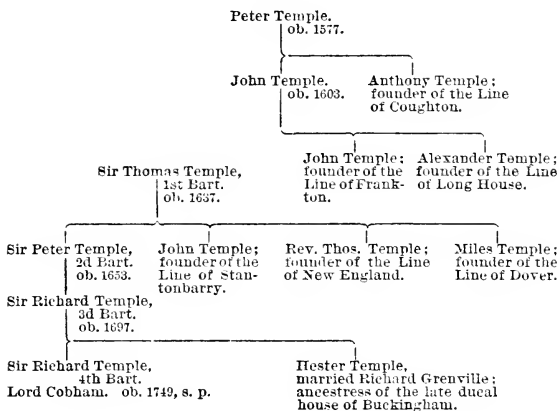 Peter Temple.
ob. 1577.
John Temple.
ob. 1603.
Anthony Temple;
founder of the Line
of Coughton.
Sir Thomas Temple,
1st Bart.
ob. 1637.
John Temple;
founder of the
Line of Frank-
ton.
Alexander Temple;
founder of the Line
of Long House.
Sir Peter Temple,
2d Bart.
ob. 1653.
John Temple;
founder of the
Line of Stan-
tonbarry.
Rev. Thos. Temple;
founder of the Line
of New England.
Miles Temple;
founder of the
Line of Dover.
Sir Richard Temple,
3d Bart.
ob. 1697.
Sir Richard Temple,
4th Bart.
Lord Cobham. ob. 1749, s. p.
Hester Temple,
married Richard Grenville;
ancestress of the late ducal
house of Buckingham.